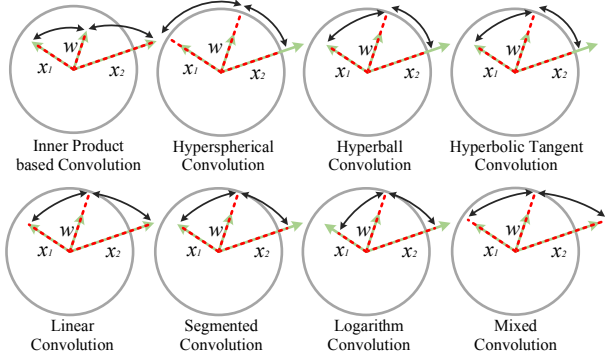 w
x1
x2
w
x1
x2
w
x1
x2
w
x1
x2
Inner Product
based Convolution
Hyperspherical
Convolution
Hyperball
Convolution
Hyperbolic Tangent
Convolution
w
x1
x2
w
x1
x2
w
x1
x2
w
x1
x2
Linear
Convolution
Segmented
Convolution
Logarithm
Convolution
Mixed
Convolution